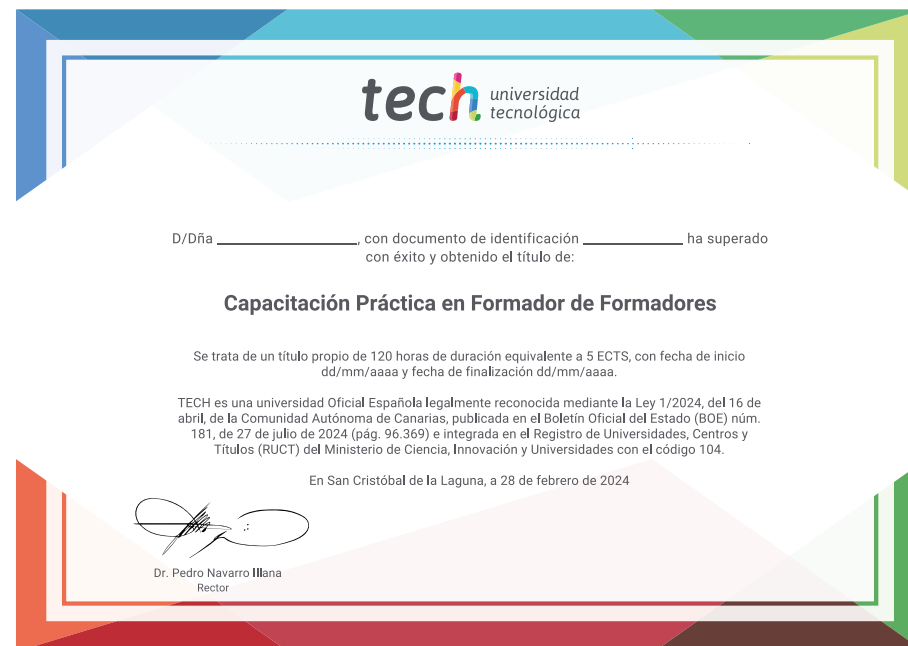 tech universidad
tecnológica
D/Dña ____________, con documento de identificación ____________ ha superado
con éxito y obtenido el título de:
Capacitación Práctica en Formador de Formadores
Se trata de un título propio de 120 horas de duración equivalente a 5 ECTS, con fecha de inicio
dd/mm/aaaa y fecha de finalización dd/mm/aaaa.
TECH es una universidad Oficial Española legalmente reconocida mediante la Ley 1/2024, del 16 de
abril, de la Comunidad Autónoma de Canarias, publicada en el Boletín Oficial del Estado (BOE) núm.
181, de 27 de julio de 2024 (pág. 96.369) e integrada en el Registro de Universidades, Centros y
Títulos (RUCT) del Ministerio de Ciencia, Innovación y Universidades con el código 104.
En San Cristóbal de la Laguna, a 28 de febrero de 2024
Dr. Pedro Navarro Illana
Rector